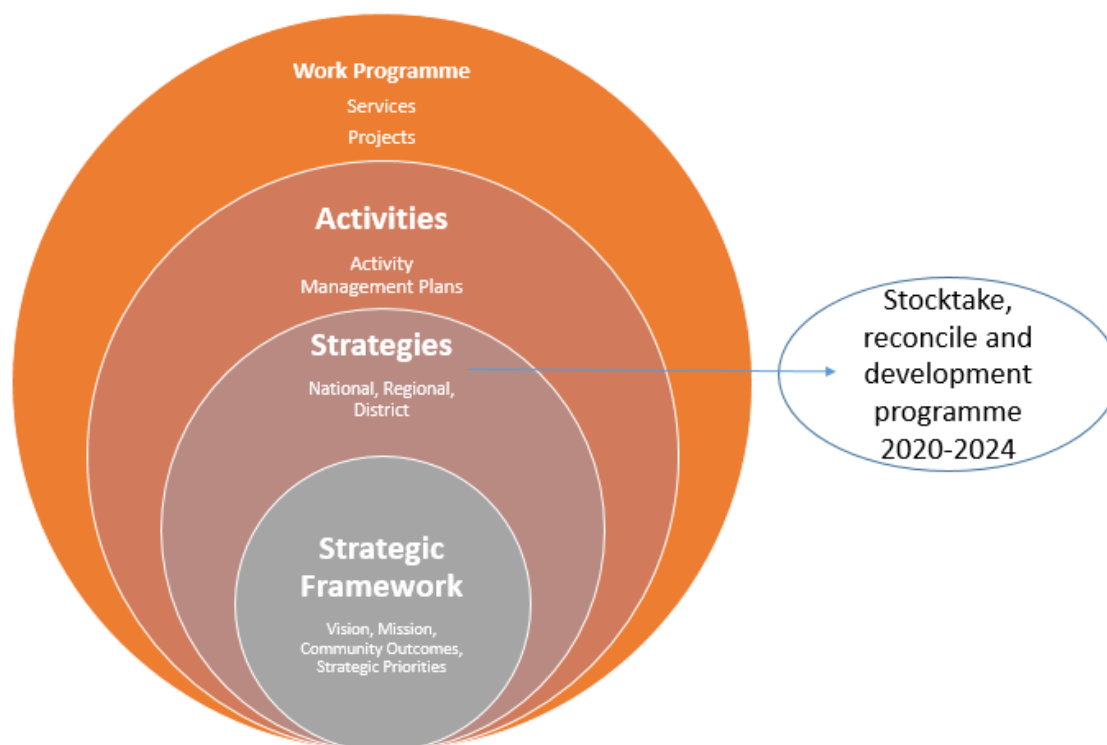 Work Programme
Services
Projects
Activities
Activity
Management Plans
Strategies
National, Regional,
District
Strategic
Framework
Vision, Mission,
Community Outcomes,
Strategic Priorities
Stocktake,
reconcile and
development
programme
2020-2024